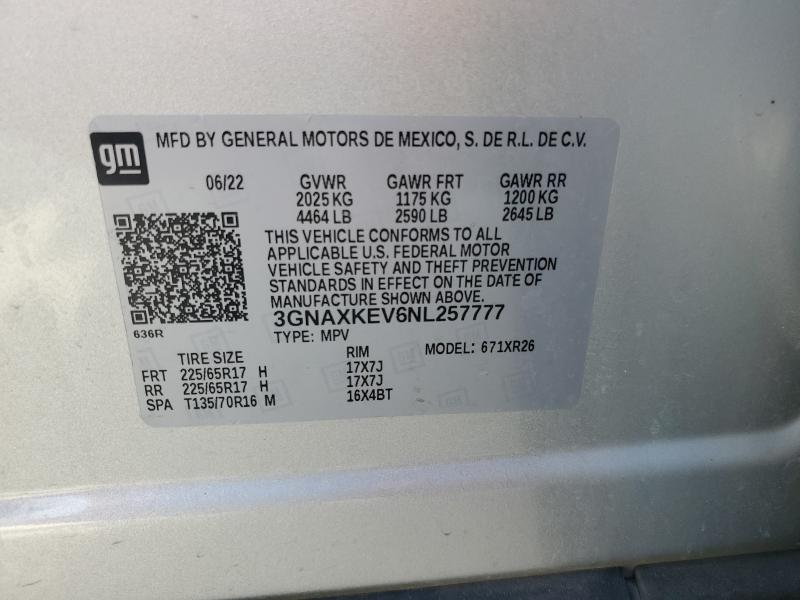 gm
MFD BY GENERAL MOTORS DE MEXICO, S. DE R.L. DE C.V.
06/22 GVWR GAWR FRT GAWR RR
2025 KG 1175 KG 1200 KG
4464 LB 2590 LB 2645 LB
THIS VEHICLE CONFORMS TO ALL
APPLICABLE U.S. FEDERAL MOTOR
VEHICLE SAFETY AND THEFT PREVENTION
STANDARDS IN EFFECT ON THE DATE OF
MANUFACTURE SHOWN ABOVE.
3GNAXKEV6NL257777
636R
TYPE: MPV MODEL: 671XR26
TIRE SIZE RIM
FRT 225/65R17 H 17X7J
RR 225/65R17 H 17X7J
SPA T135/70R16 M 16X4BT